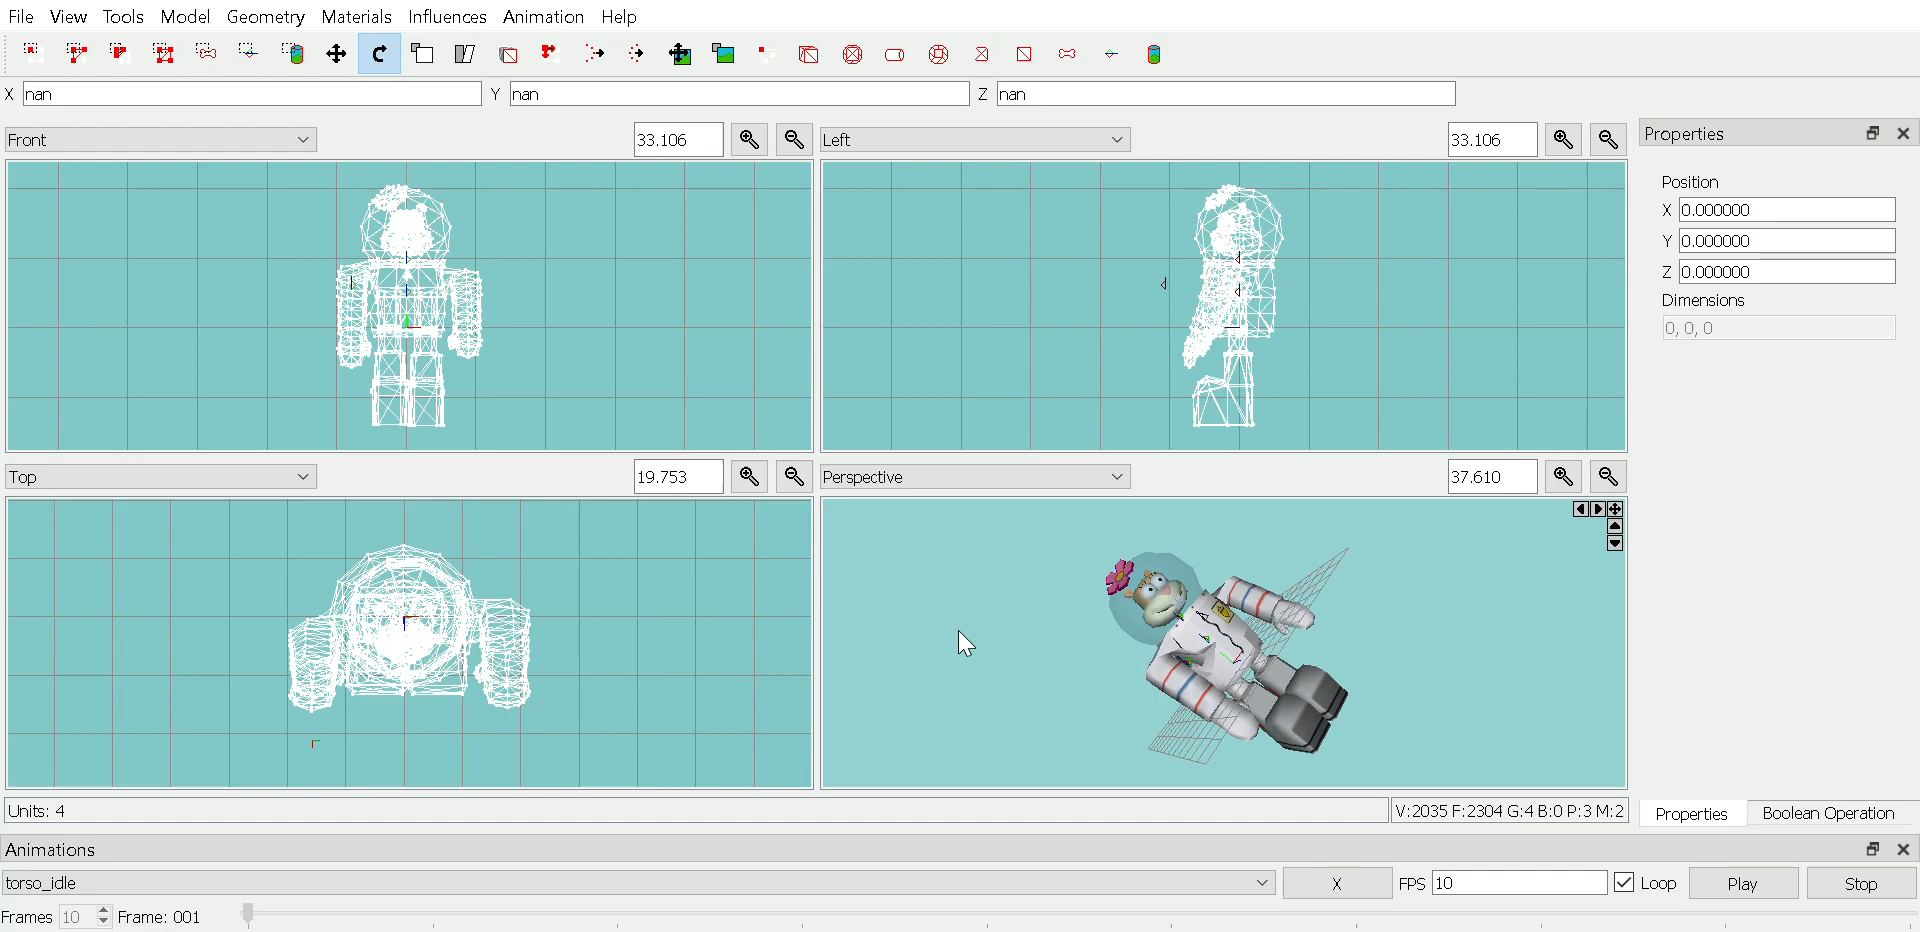 File View Tools Model Geometry Materials Influences Animation Help
X nan Y nan Z nan
Front 33.106 Left 33.106
Properties
Position
X 0.000000
Y 0.000000
Z 0.000000
Dimensions
0, 0, 0
Top 19.753 Perspective 37.610
Units: 4 V:2035 F:2304 G:4 B:0 P:3 M:2
Properties Boolean Operation
Animations
torso_idle X FPS 10 Loop Play Stop
Frames 10 Frame: 001